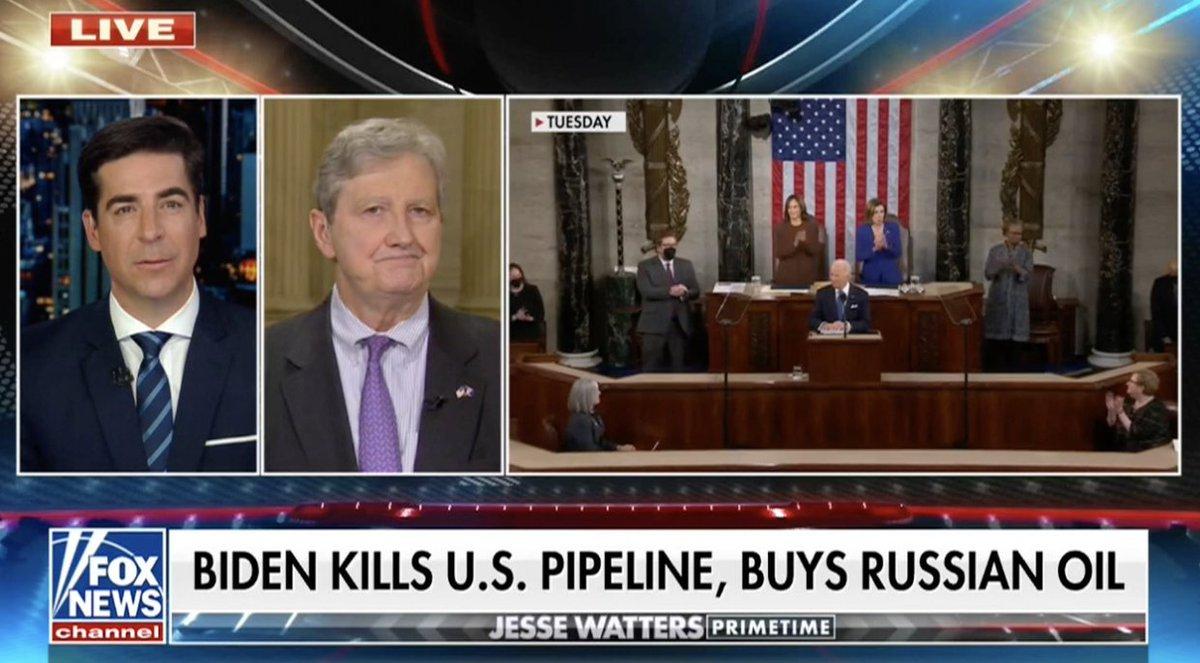 LIVE
TUESDAY
FOX
NEWS
channel
BIDEN KILLS U.S. PIPELINE, BUYS RUSSIAN OIL
JESSE WATTERS PRIMETIME